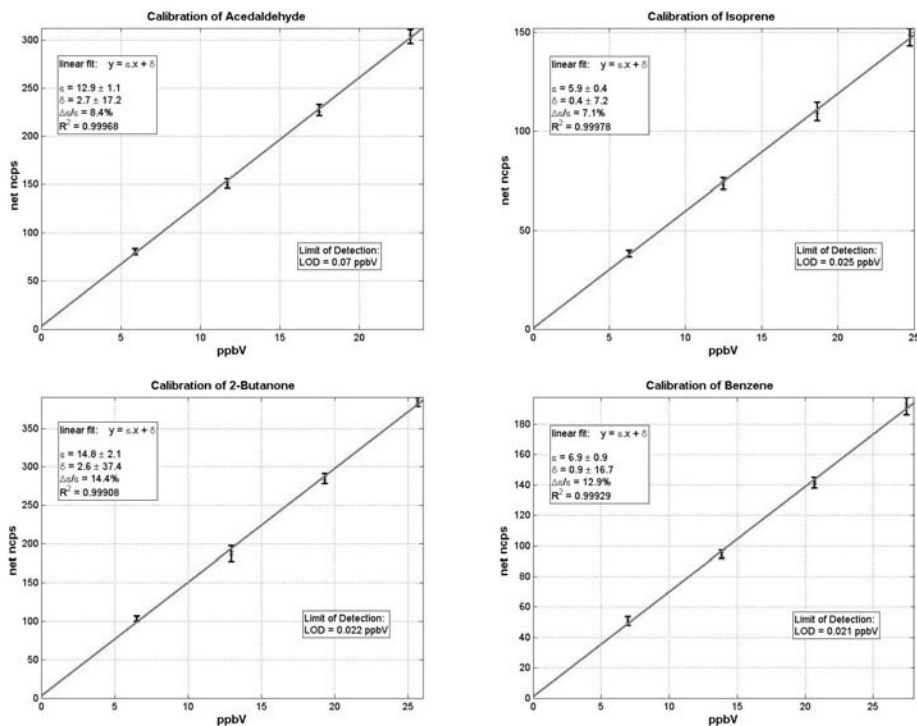 Calibration of Acedaldehyde
linear fit: y = ε.x + δ
ε = 12.9 ± 1.1
δ = 2.7 ± 17.2
Δε/ε = 8.4%
R² = 0.99968
Limit of Detection:
LOD = 0.07 ppbV
net ncps
300
250
200
150
100
50
0
0 5 10 15 20
ppbV
Calibration of Isoprene
linear fit: y = ε.x + δ
ε = 5.9 ± 0.4
δ = 0.4 ± 7.2
Δε/ε = 7.1%
R² = 0.99978
Limit of Detection:
LOD = 0.025 ppbV
net ncps
150
100
50
0
0 5 10 15 20 25
ppbV
Calibration of 2-Butanone
linear fit: y = ε.x + δ
ε = 14.8 ± 2.1
δ = 2.6 ± 37.4
Δε/ε = 14.4%
R² = 0.99908
Limit of Detection:
LOD = 0.022 ppbV
net ncps
350
300
250
200
150
100
50
0
0 5 10 15 20 25
ppbV
Calibration of Benzene
linear fit: y = ε.x + δ
ε = 6.9 ± 0.9
δ = 0.9 ± 16.7
Δε/ε = 12.9%
R² = 0.99929
Limit of Detection:
LOD = 0.021 ppbV
net ncps
180
160
140
120
100
80
60
40
20
0
0 5 10 15 20 25
ppbV